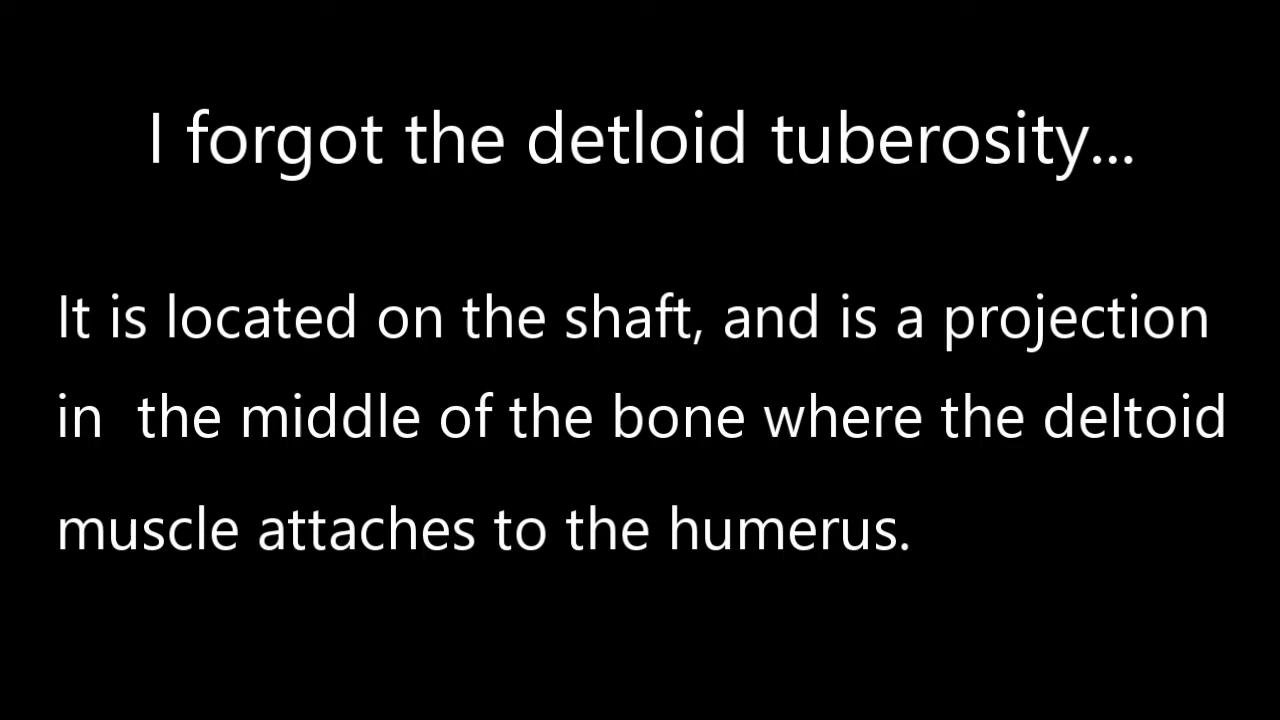 I forgot the detloid tuberosity...
It is located on the shaft, and is a projection
in  the middle of the bone where the deltoid
muscle attaches to the humerus.